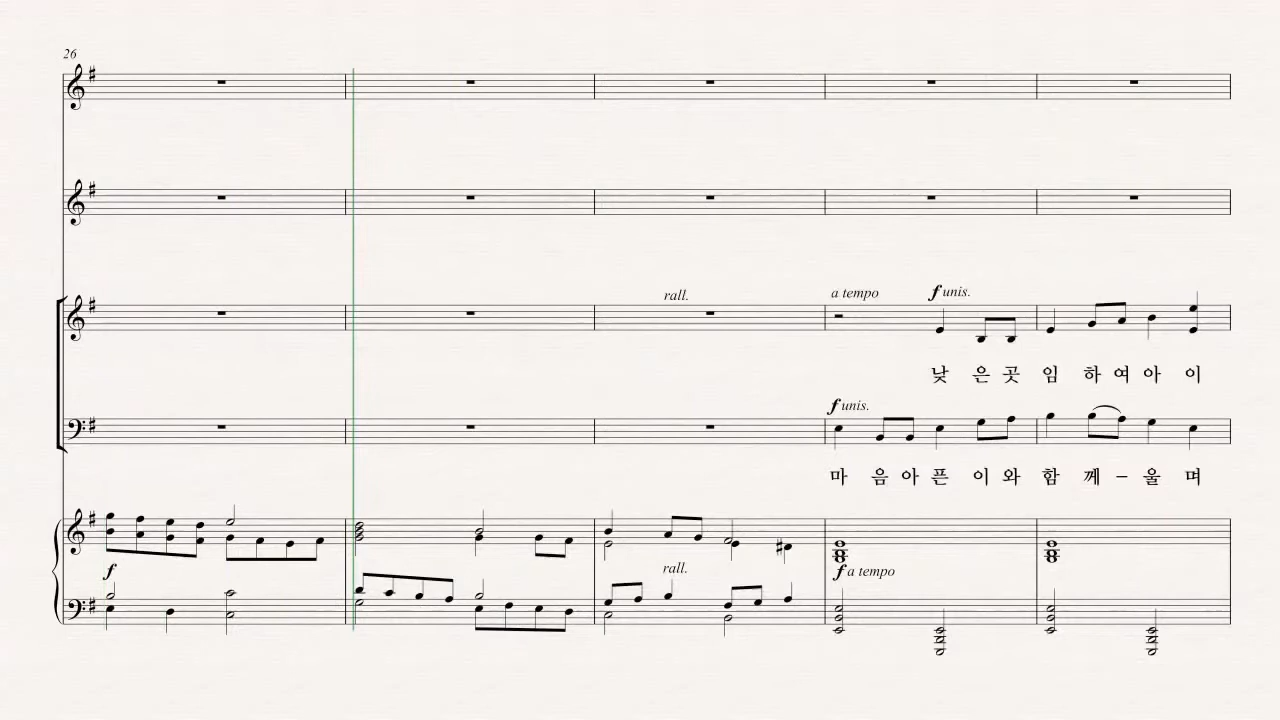 26
rall.
a tempo
f unis.
낮 은 곳 임 하 여 아 이
f unis.
마 음 아 픈 이 와 함 께 – 울 며
f
rall.
f a tempo